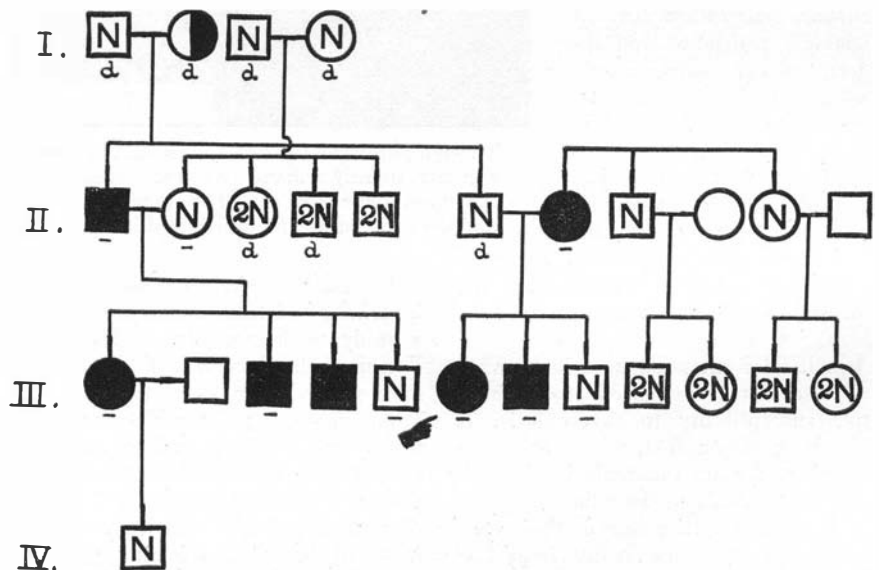 I. N N N
d d d d
II. N 2N 2N 2N N N N
- - d d d -
III. N N 2N 2N 2N 2N
- - - - - -
IV. N